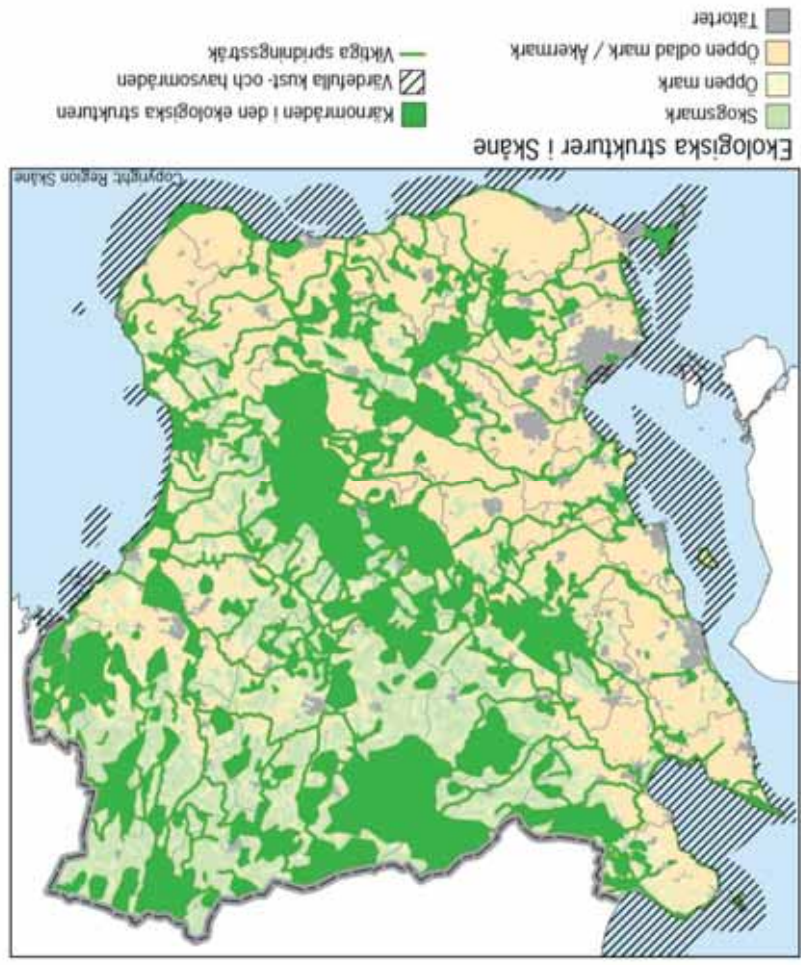 Copyright: Region Skåne
Ekologiska strukturer i Skåne
Skogsmark
Öppen mark
Öppen odlad mark / Åkermark
Tätorter
Kärnområden i den ekologiska strukturen
Värdefulla kust- och havsområden
Viktiga spridningsstråk